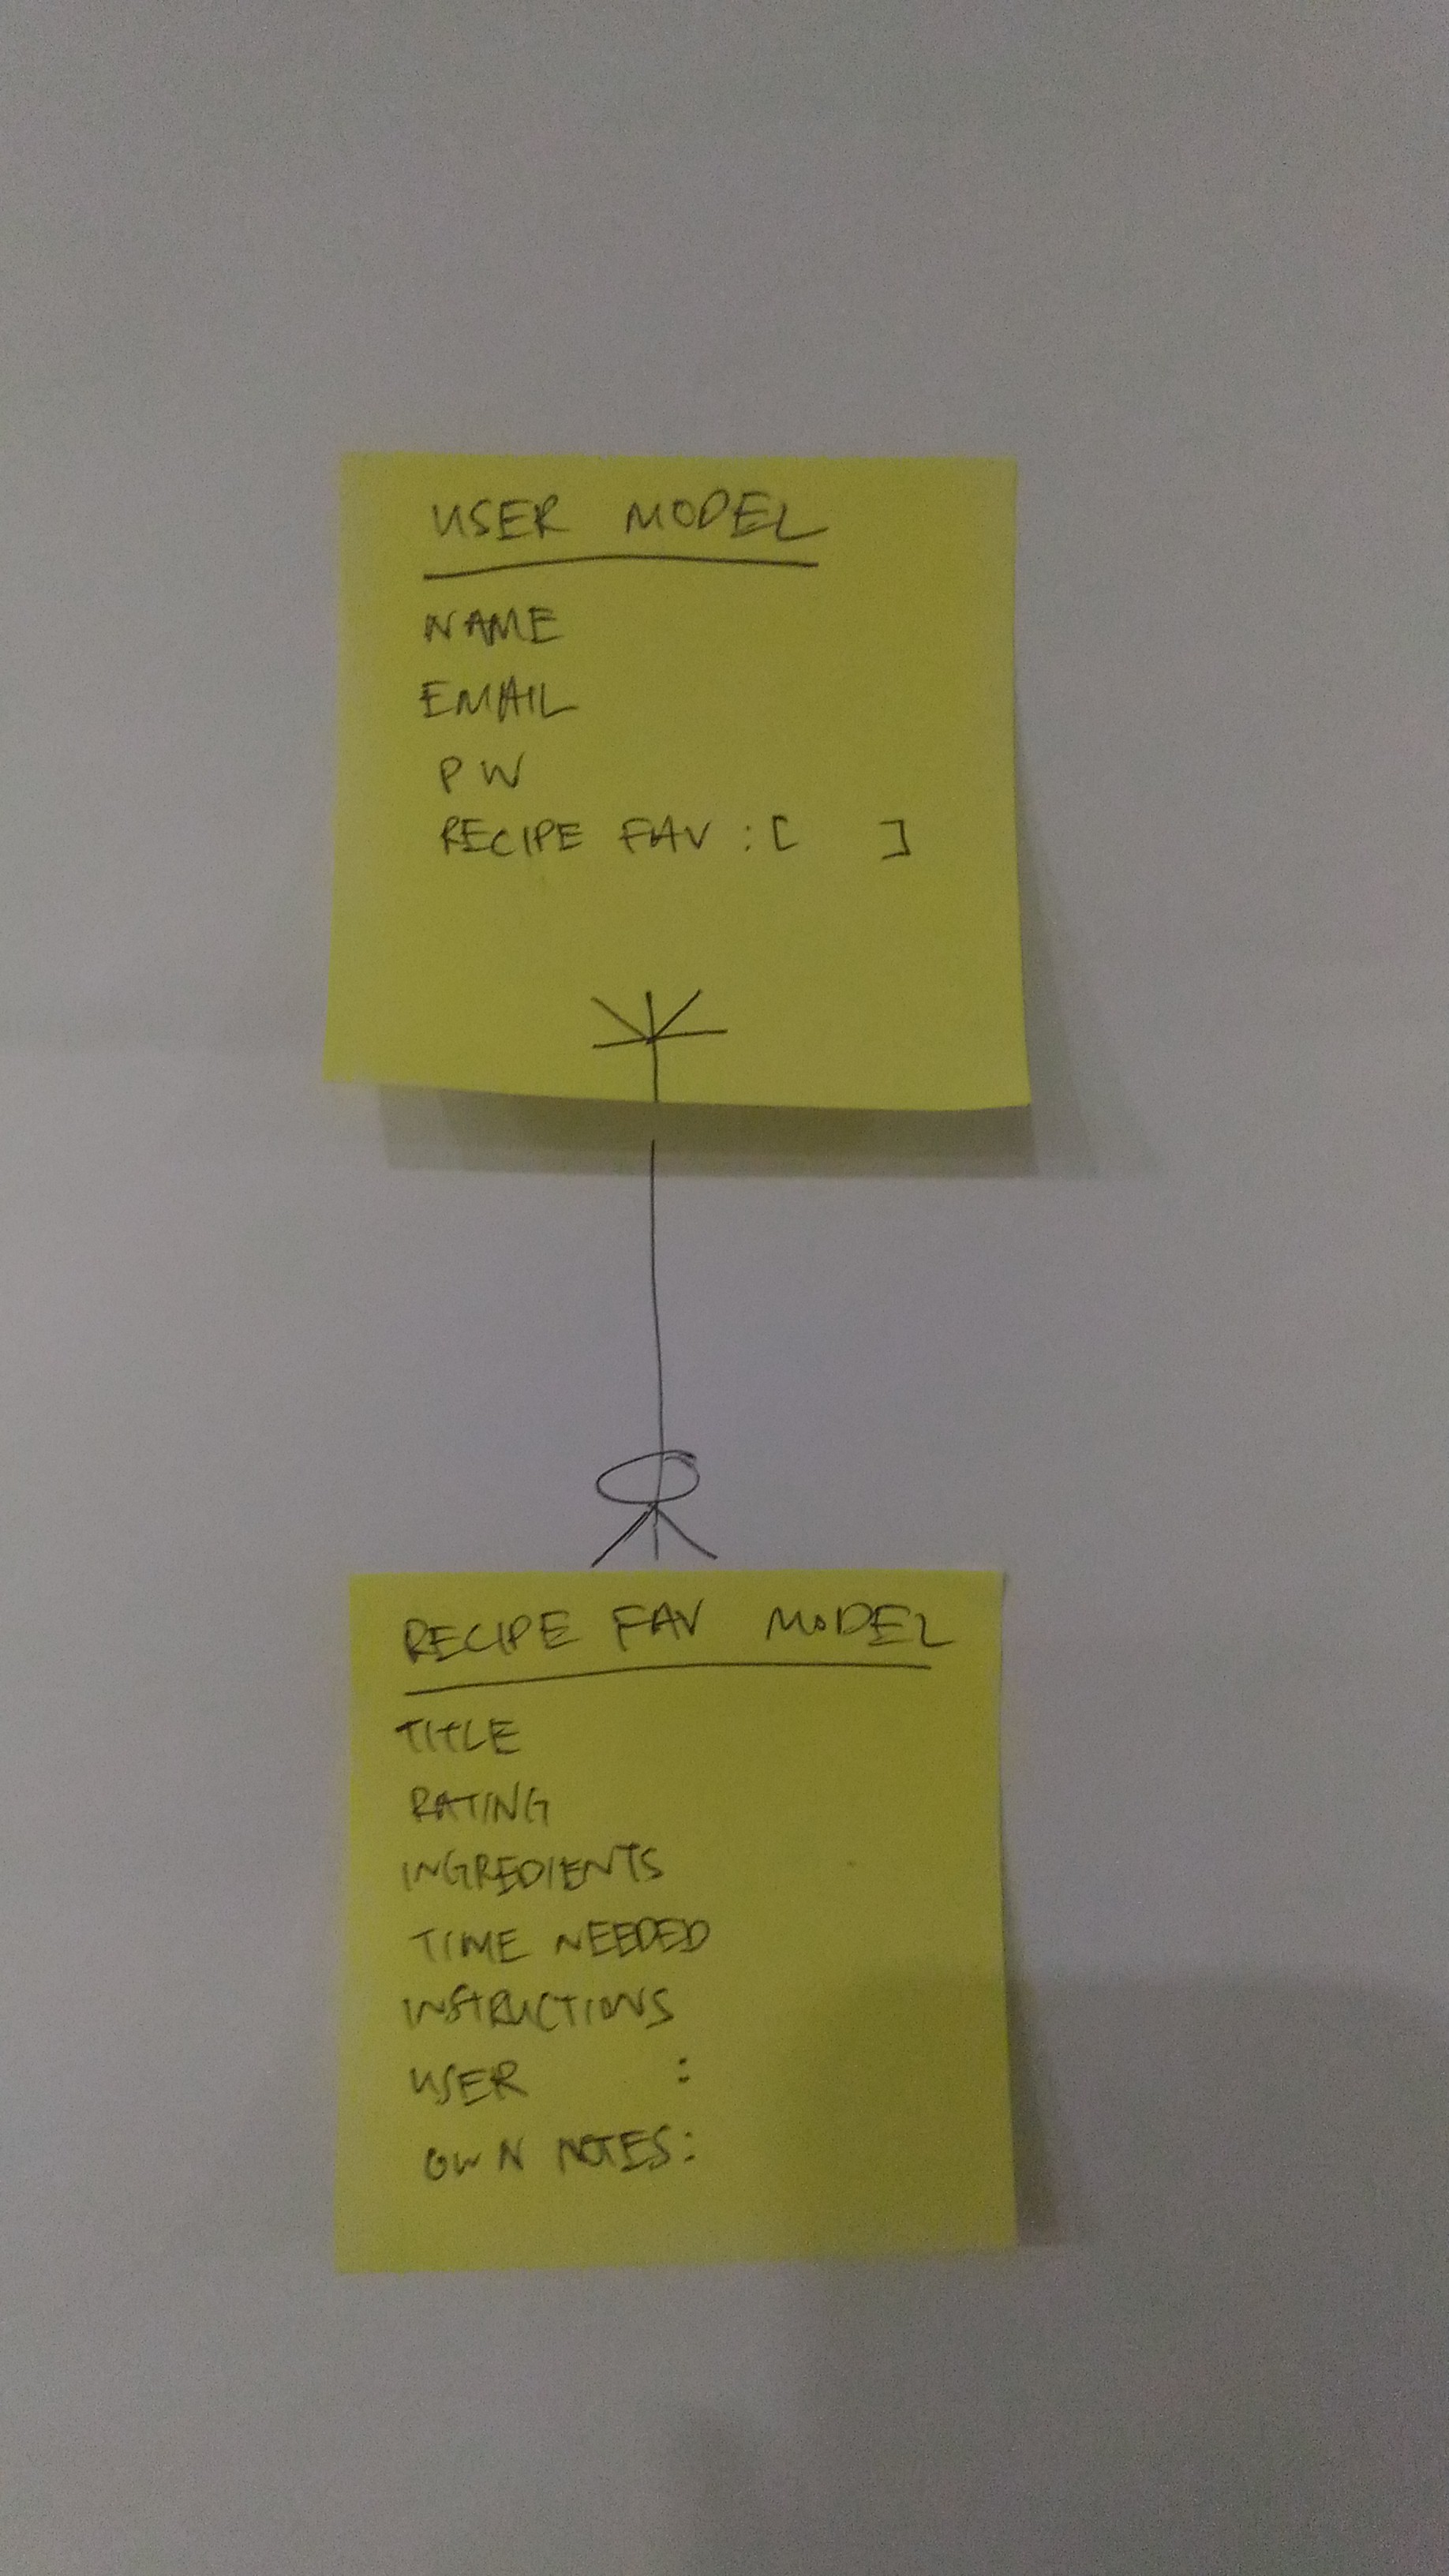 USER MODEL
NAME
EMAIL
PW
RECIPE FAV : [ ]
RECIPE FAV MODEL
TITLE
RATING
INGREDIENTS
TIME NEEDED
INSTRUCTIONS
USER :
OWN NOTES: